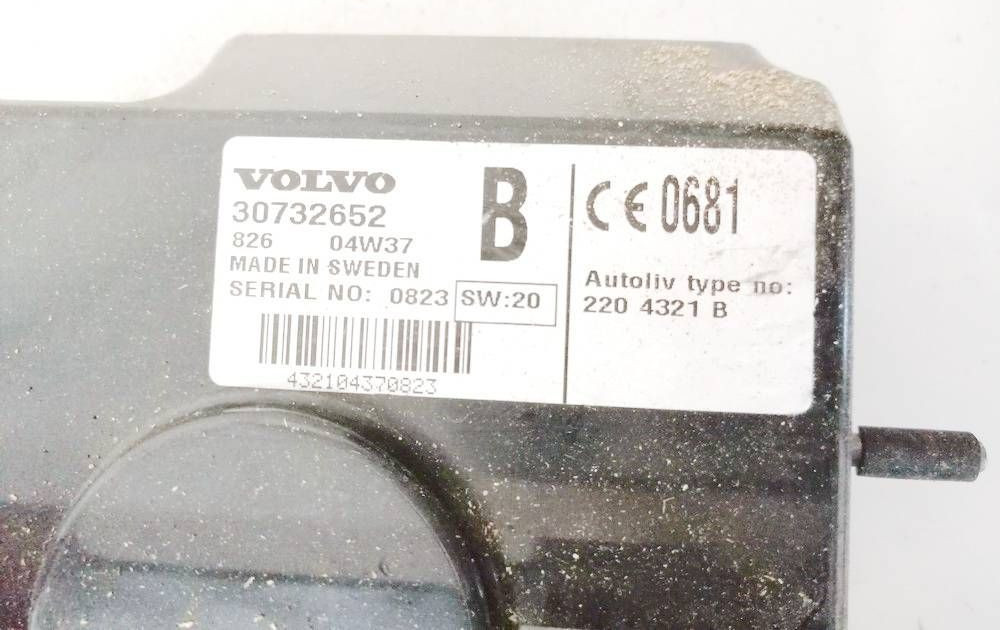 VOLVO
30732652
826 04W37
MADE IN SWEDEN
SERIAL NO: 0823 SW:20
432104370823
B
CE 0681
Autoliv type no:
220 4321 B